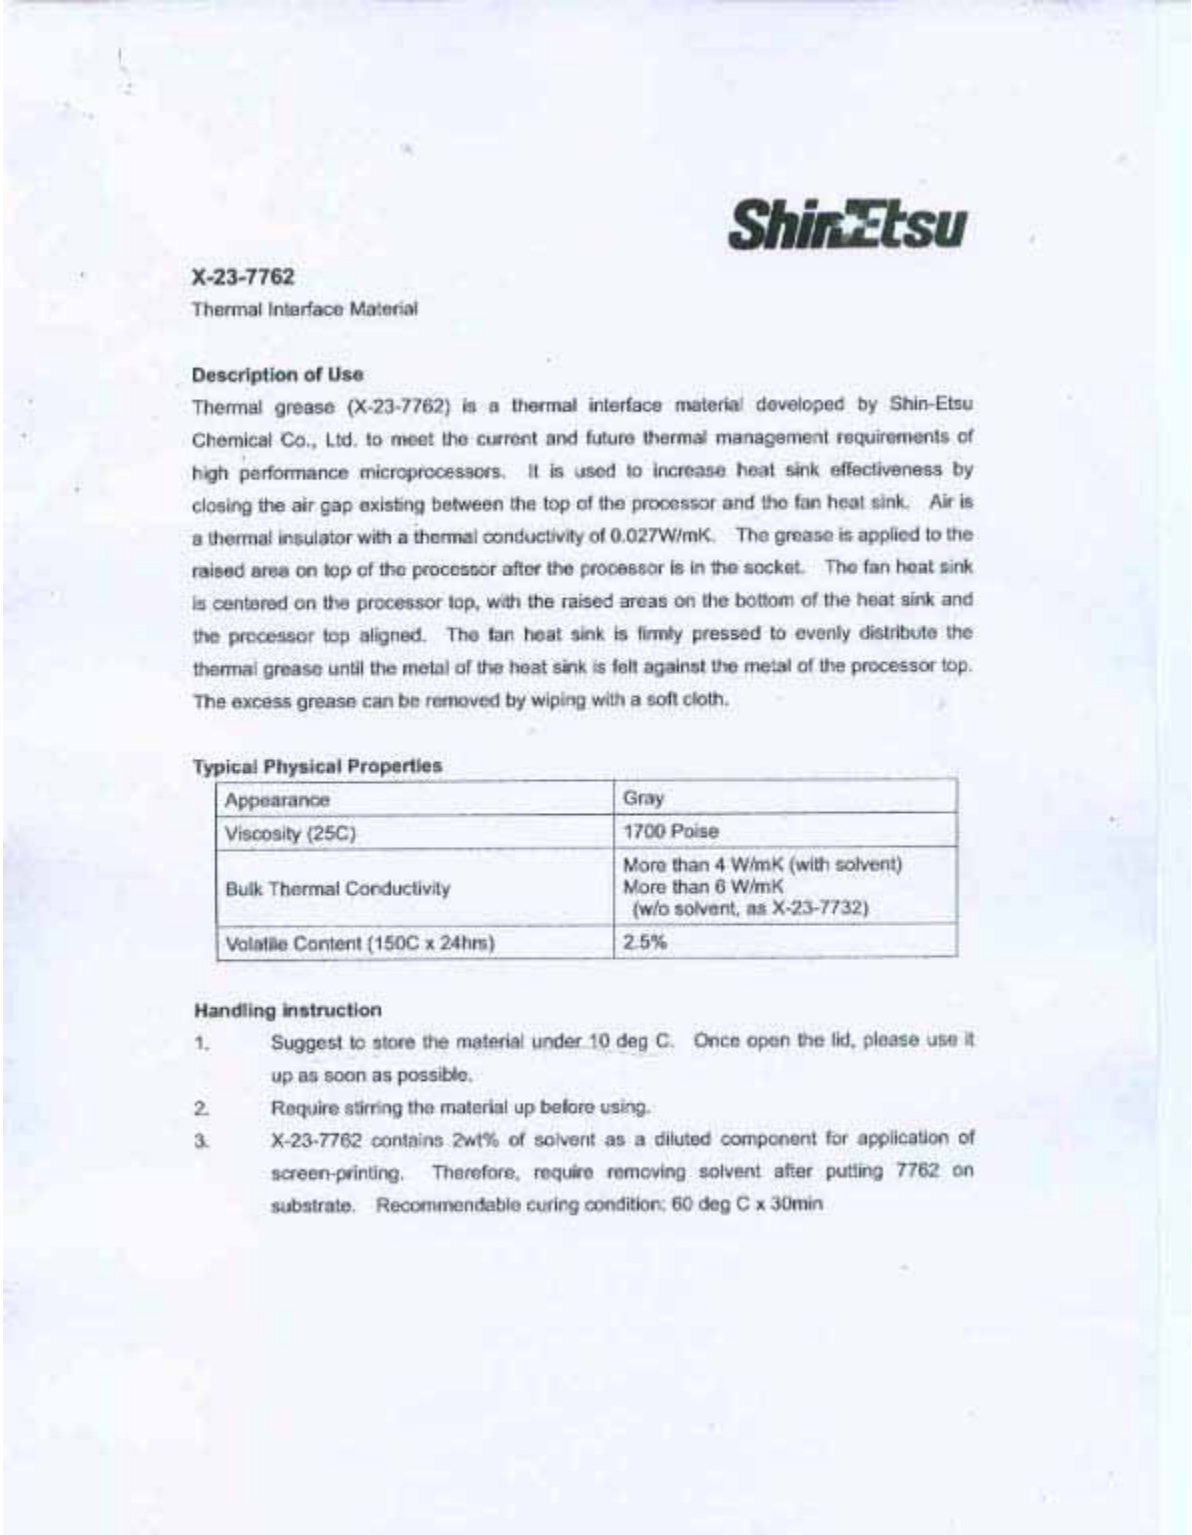 Shin-Etsu
X-23-7762
Thermal Interface Material
Description of Use
Thermal grease (X-23-7762) is a thermal interface material developed by Shin-Etsu
Chemical Co., Ltd. to meet the current and future thermal management requirements of
high performance microprocessors. It is used to increase heat sink effectiveness by
closing the air gap existing between the top of the processor and the fan heat sink. Air is
a thermal insulator with a thermal conductivity of 0.027W/mK. The grease is applied to the
raised area on top of the processor after the processor is in the socket. The fan heat sink
is centered on the processor top, with the raised areas on the bottom of the heat sink and
the processor top aligned. The fan heat sink is firmly pressed to evenly distribute the
thermal grease until the metal of the heat sink is felt against the metal of the processor top.
The excess grease can be removed by wiping with a soft cloth.
Typical Physical Properties
Appearance Gray
Viscosity (25C) 1700 Poise
More than 4 W/mK (with solvent)
Bulk Thermal Conductivity More than 6 W/mK
(w/o solvent, as X-23-7732)
Volatile Content (150C x 24hrs) 2.5%
Handling instruction
1. Suggest to store the material under 10 deg C. Once open the lid, please use it
up as soon as possible.
2. Require stirring the material up before using.
3. X-23-7762 contains 2wt% of solvent as a diluted component for application of
screen-printing. Therefore, require removing solvent after putting 7762 on
substrate. Recommendable curing condition: 60 deg C x 30min